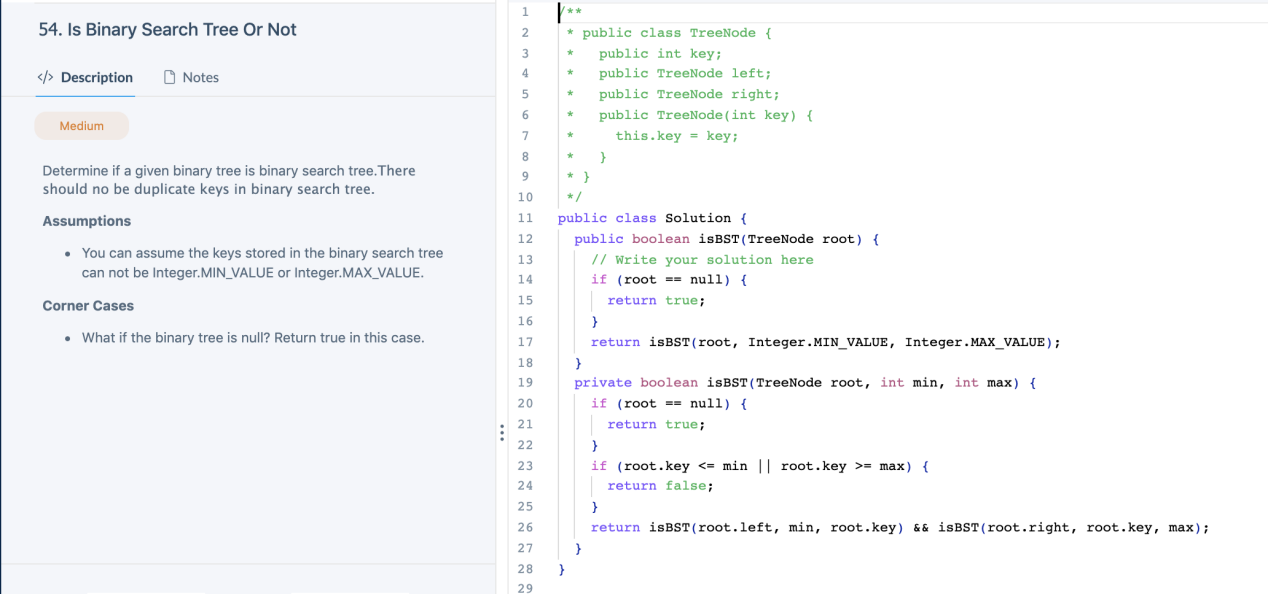 54. Is Binary Search Tree Or Not
</> Description
Notes
Medium
Determine if a given binary tree is binary search tree.There
should no be duplicate keys in binary search tree.
Assumptions
• You can assume the keys stored in the binary search tree
can not be Integer.MIN_VALUE or Integer.MAX_VALUE.
Corner Cases
• What if the binary tree is null? Return true in this case.
1 /**
2  * public class TreeNode {
3  *   public int key;
4  *   public TreeNode left;
5  *   public TreeNode right;
6  *   public TreeNode(int key) {
7  *     this.key = key;
8  *   }
9  * }
10  */
11 public class Solution {
12   public boolean isBST(TreeNode root) {
13     // Write your solution here
14     if (root == null) {
15       return true;
16     }
17     return isBST(root, Integer.MIN_VALUE, Integer.MAX_VALUE);
18   }
19   private boolean isBST(TreeNode root, int min, int max) {
20     if (root == null) {
21       return true;
22     }
23     if (root.key <= min || root.key >= max) {
24       return false;
25     }
26     return isBST(root.left, min, root.key) && isBST(root.right, root.key, max);
27   }
28 }
29